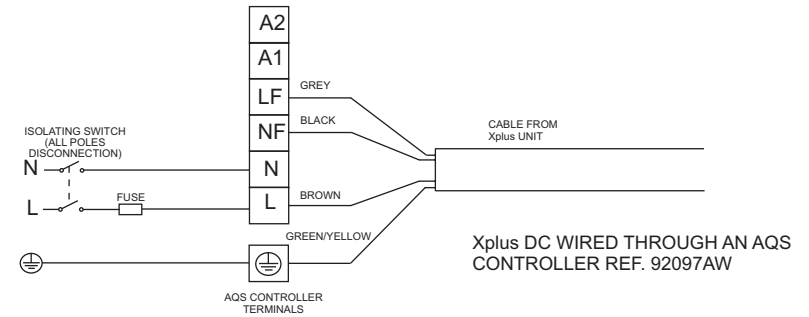 A2
A1
LF
GREY
NF
BLACK
CABLE FROM
Xplus UNIT
ISOLATING SWITCH
(ALL POLES
DISCONNECTION)
N
N
L
FUSE
L
BROWN
GREEN/YELLOW
Xplus DC WIRED THROUGH AN AQS
CONTROLLER REF. 92097AW
AQS CONTROLLER
TERMINALS